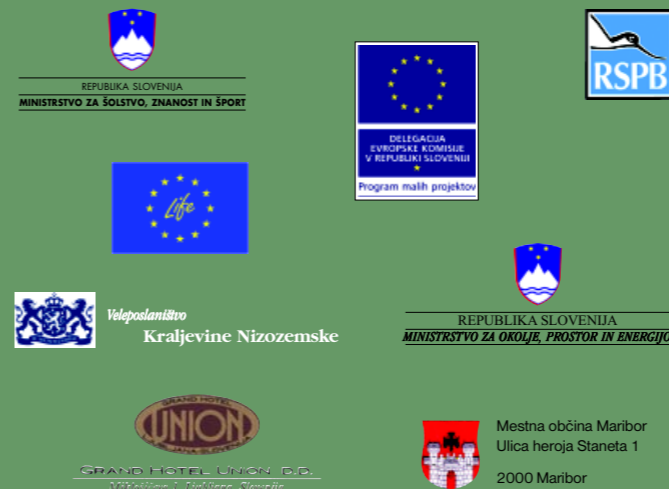 REPUBLIKA SLOVENIJA
MINISTRSTVO ZA ŠOLSTVO, ZNANOST IN ŠPORT
DELEGACIJA
EVROPSKE KOMISIJE
V REPUBLIKI SLOVENIJI
Program malih projektov
RSPB
Life
Veleposlaništvo
Kraljevine Nizozemske
REPUBLIKA SLOVENIJA
MINISTRSTVO ZA OKOLJE, PROSTOR IN ENERGIJO
GRAND HOTEL
UNION
GRAND HOTEL UNION D.D.
Mestna občina Maribor
Ulica heroja Staneta 1
2000 Maribor